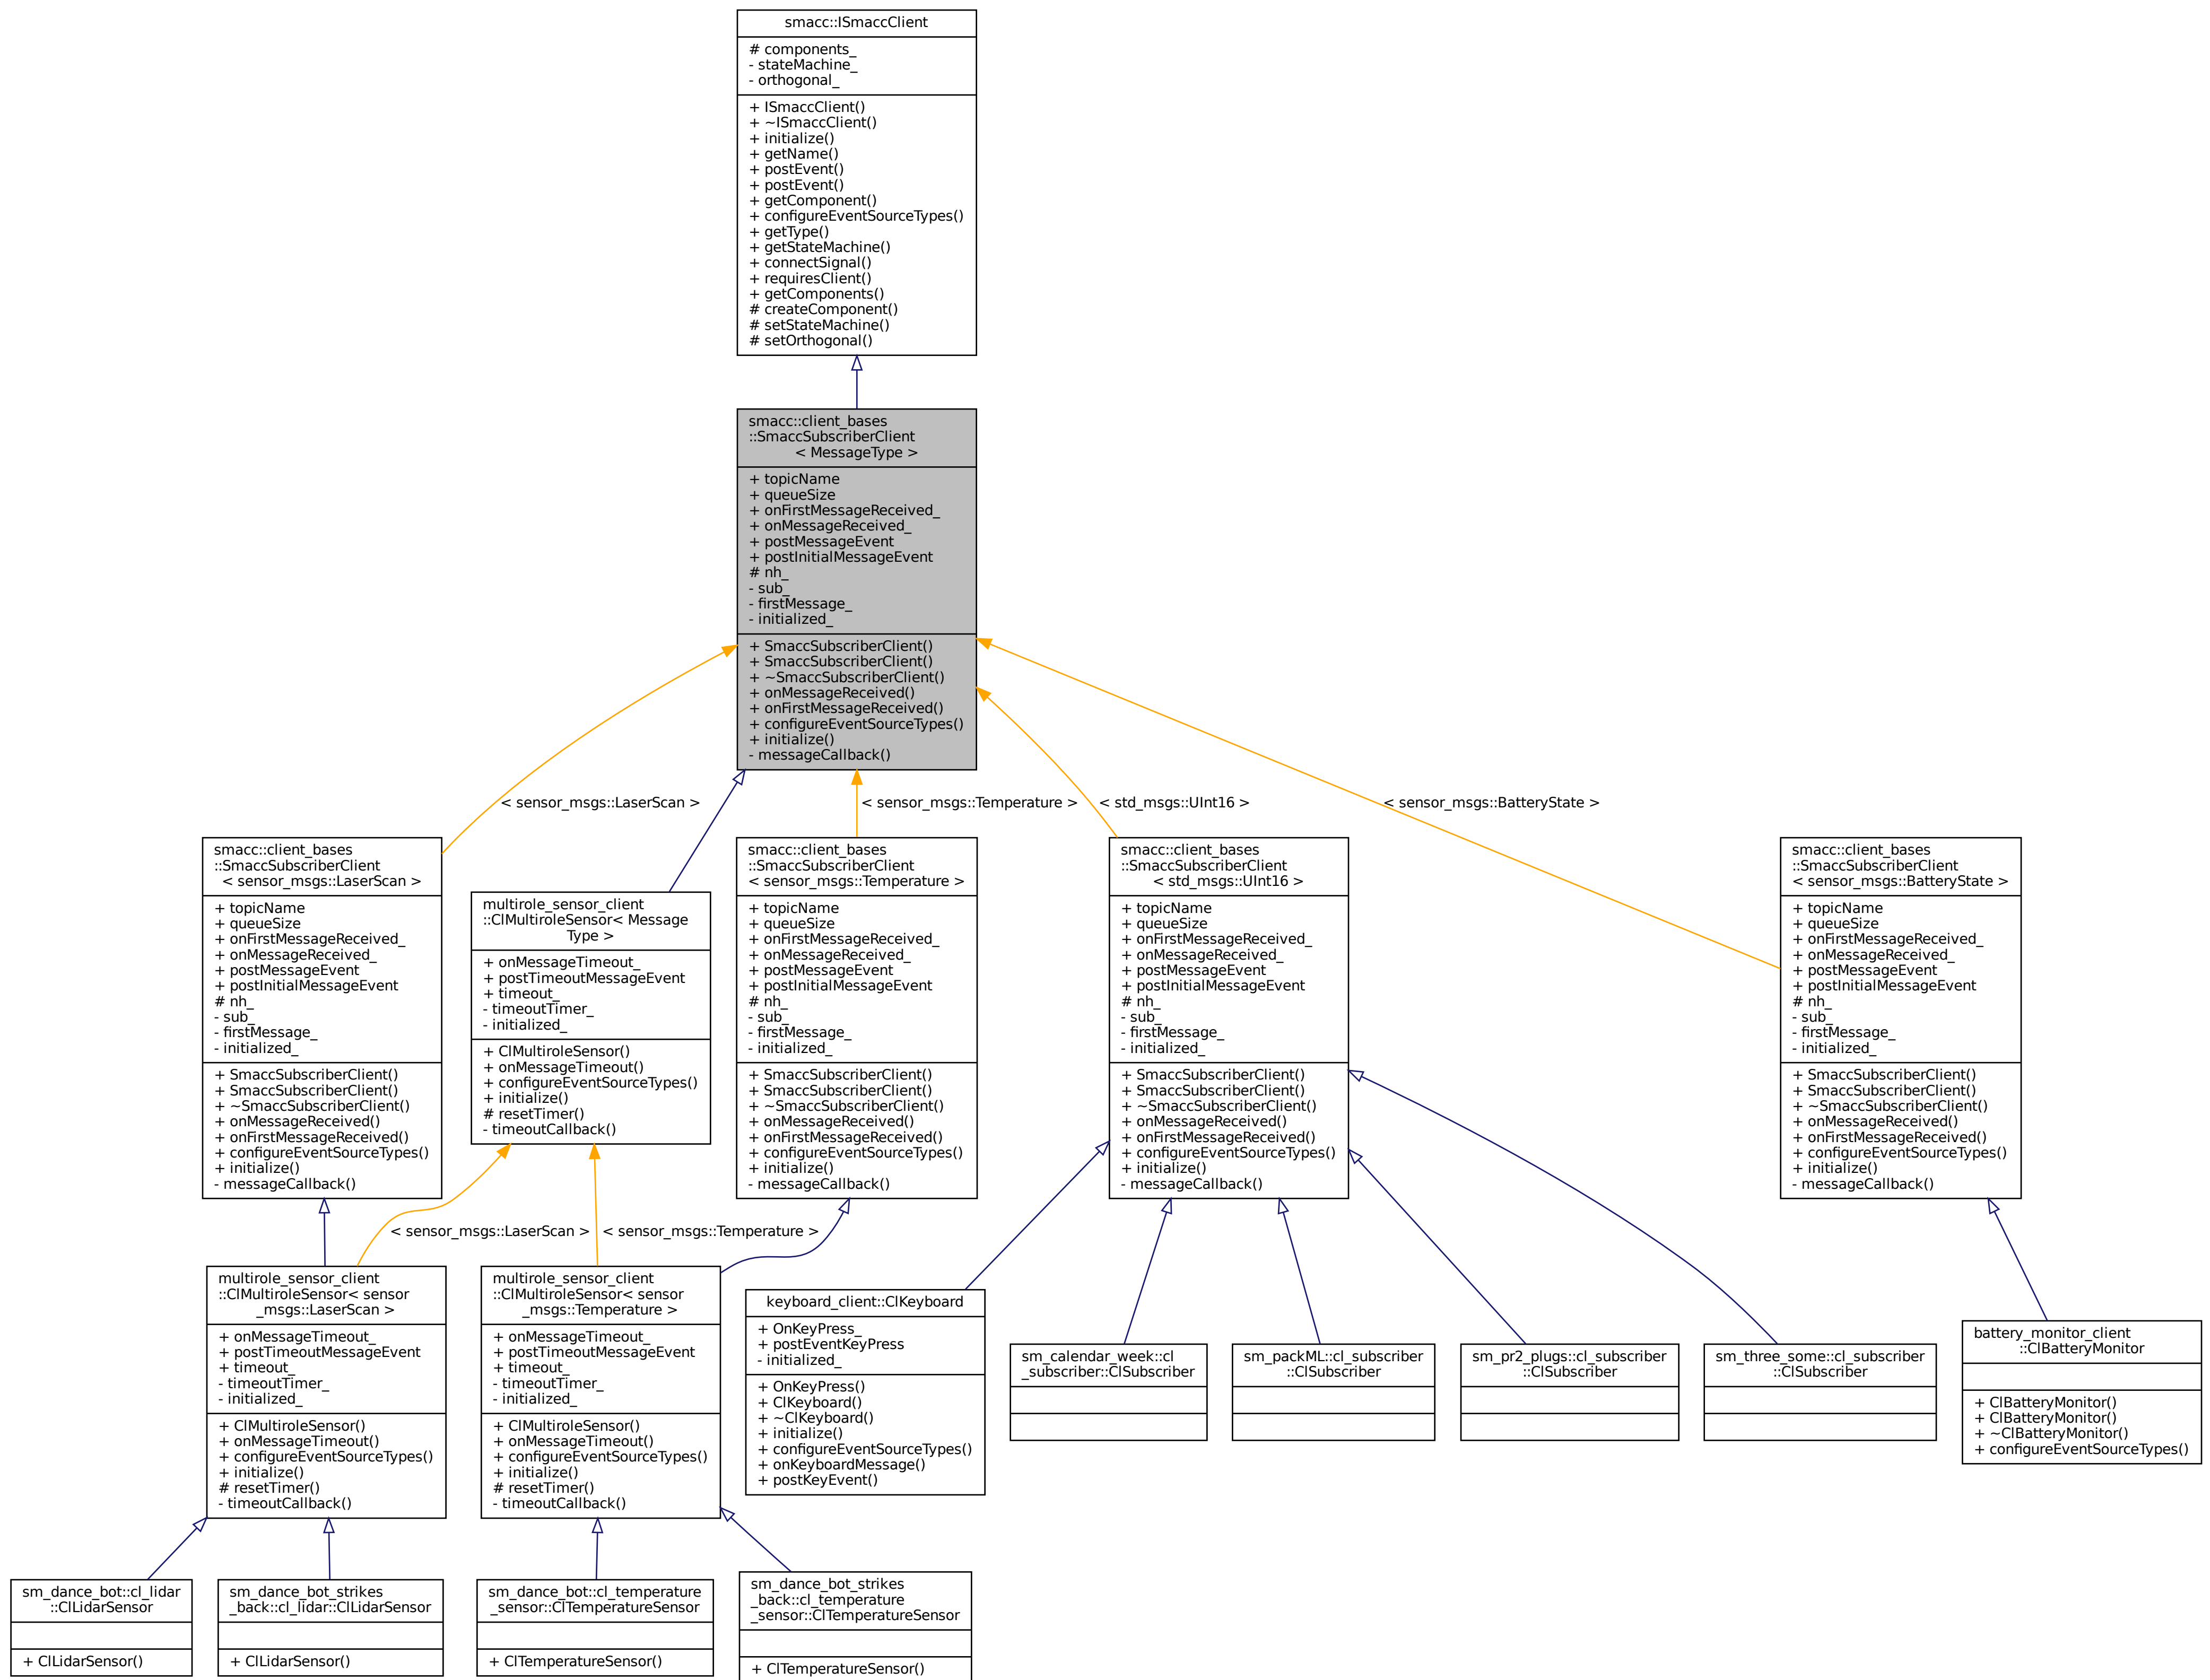 smacc::ISmaccClient
# components_
- stateMachine_
- orthogonal_
+ ISmaccClient()
+ ~ISmaccClient()
+ initialize()
+ getName()
+ postEvent()
+ postEvent()
+ getComponent()
+ configureEventSourceTypes()
+ getType()
+ getStateMachine()
+ connectSignal()
+ requiresClient()
+ getComponents()
# createComponent()
# setStateMachine()
# setOrthogonal()
smacc::client_bases
::SmaccSubscriberClient
< MessageType >
+ topicName
+ queueSize
+ onFirstMessageReceived_
+ onMessageReceived_
+ postMessageEvent
+ postInitialMessageEvent
# nh_
- sub_
- firstMessage_
- initialized_
+ SmaccSubscriberClient()
+ SmaccSubscriberClient()
+ ~SmaccSubscriberClient()
+ onMessageReceived()
+ onFirstMessageReceived()
+ configureEventSourceTypes()
+ initialize()
- messageCallback()
< sensor_msgs::LaserScan >
< sensor_msgs::Temperature >
< std_msgs::UInt16 >
< sensor_msgs::BatteryState >
smacc::client_bases
::SmaccSubscriberClient
< sensor_msgs::LaserScan >
+ topicName
+ queueSize
+ onFirstMessageReceived_
+ onMessageReceived_
+ postMessageEvent
+ postInitialMessageEvent
# nh_
- sub_
- firstMessage_
- initialized_
+ SmaccSubscriberClient()
+ SmaccSubscriberClient()
+ ~SmaccSubscriberClient()
+ onMessageReceived()
+ onFirstMessageReceived()
+ configureEventSourceTypes()
+ initialize()
- messageCallback()
multirole_sensor_client
::ClMultiroleSensor< Message
Type >
+ onMessageTimeout_
+ postTimeoutMessageEvent
+ timeout_
- timeoutTimer_
- initialized_
+ ClMultiroleSensor()
+ onMessageTimeout()
+ configureEventSourceTypes()
+ initialize()
# resetTimer()
- timeoutCallback()
smacc::client_bases
::SmaccSubscriberClient
< sensor_msgs::Temperature >
+ topicName
+ queueSize
+ onFirstMessageReceived_
+ onMessageReceived_
+ postMessageEvent
+ postInitialMessageEvent
# nh_
- sub_
- firstMessage_
- initialized_
+ SmaccSubscriberClient()
+ SmaccSubscriberClient()
+ ~SmaccSubscriberClient()
+ onMessageReceived()
+ onFirstMessageReceived()
+ configureEventSourceTypes()
+ initialize()
- messageCallback()
smacc::client_bases
::SmaccSubscriberClient
< std_msgs::UInt16 >
+ topicName
+ queueSize
+ onFirstMessageReceived_
+ onMessageReceived_
+ postMessageEvent
+ postInitialMessageEvent
# nh_
- sub_
- firstMessage_
- initialized_
+ SmaccSubscriberClient()
+ SmaccSubscriberClient()
+ ~SmaccSubscriberClient()
+ onMessageReceived()
+ onFirstMessageReceived()
+ configureEventSourceTypes()
+ initialize()
- messageCallback()
smacc::client_bases
::SmaccSubscriberClient
< sensor_msgs::BatteryState >
+ topicName
+ queueSize
+ onFirstMessageReceived_
+ onMessageReceived_
+ postMessageEvent
+ postInitialMessageEvent
# nh_
- sub_
- firstMessage_
- initialized_
+ SmaccSubscriberClient()
+ SmaccSubscriberClient()
+ ~SmaccSubscriberClient()
+ onMessageReceived()
+ onFirstMessageReceived()
+ configureEventSourceTypes()
+ initialize()
- messageCallback()
< sensor_msgs::LaserScan >
< sensor_msgs::Temperature >
multirole_sensor_client
::ClMultiroleSensor< sensor
_msgs::LaserScan >
+ onMessageTimeout_
+ postTimeoutMessageEvent
+ timeout_
- timeoutTimer_
- initialized_
+ ClMultiroleSensor()
+ onMessageTimeout()
+ configureEventSourceTypes()
+ initialize()
# resetTimer()
- timeoutCallback()
multirole_sensor_client
::ClMultiroleSensor< sensor
_msgs::Temperature >
+ onMessageTimeout_
+ postTimeoutMessageEvent
+ timeout_
- timeoutTimer_
- initialized_
+ ClMultiroleSensor()
+ onMessageTimeout()
+ configureEventSourceTypes()
+ initialize()
# resetTimer()
- timeoutCallback()
keyboard_client::ClKeyboard
+ OnKeyPress_
+ postEventKeyPress
- initialized_
+ OnKeyPress()
+ ClKeyboard()
+ ~ClKeyboard()
+ initialize()
+ configureEventSourceTypes()
+ onKeyboardMessage()
+ postKeyEvent()
sm_calendar_week::cl
_subscriber::ClSubscriber
sm_packML::cl_subscriber
::ClSubscriber
sm_pr2_plugs::cl_subscriber
::ClSubscriber
sm_three_some::cl_subscriber
::ClSubscriber
battery_monitor_client
::ClBatteryMonitor
+ ClBatteryMonitor()
+ ClBatteryMonitor()
+ ~ClBatteryMonitor()
+ configureEventSourceTypes()
sm_dance_bot::cl_lidar
::ClLidarSensor
+ ClLidarSensor()
sm_dance_bot_strikes
_back::cl_lidar::ClLidarSensor
+ ClLidarSensor()
sm_dance_bot::cl_temperature
_sensor::ClTemperatureSensor
+ ClTemperatureSensor()
sm_dance_bot_strikes
_back::cl_temperature
_sensor::ClTemperatureSensor
+ ClTemperatureSensor()